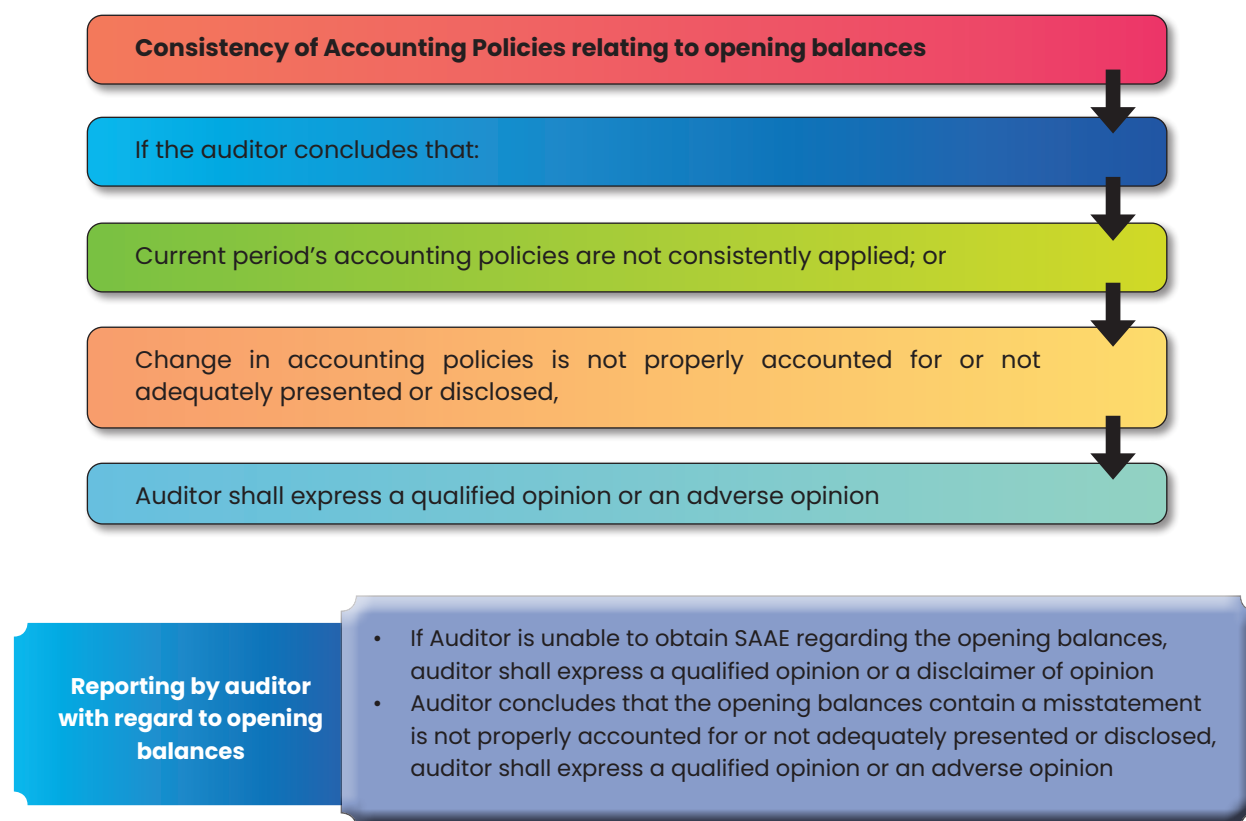 Consistency of Accounting Policies relating to opening balances
If the auditor concludes that:
Current period’s accounting policies are not consistently applied; or
Change in accounting policies is not properly accounted for or not
adequately presented or disclosed,
Auditor shall express a qualified opinion or an adverse opinion
Reporting by auditor
with regard to opening
balances
• If Auditor is unable to obtain SAAE regarding the opening balances,
auditor shall express a qualified opinion or a disclaimer of opinion
• Auditor concludes that the opening balances contain a misstatement
is not properly accounted for or not adequately presented or disclosed,
auditor shall express a qualified opinion or an adverse opinion